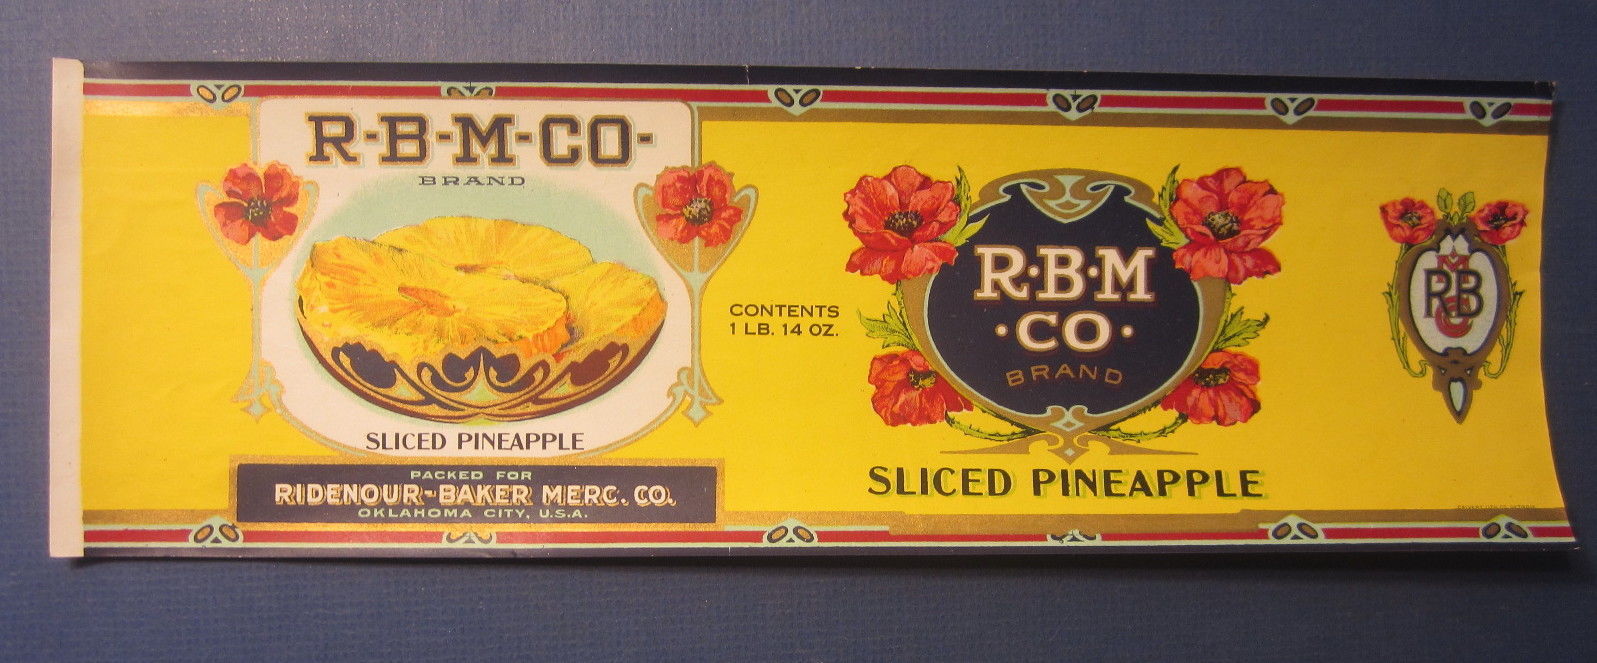 R-B-M-CO-
BRAND
SLICED PINEAPPLE
PACKED FOR
RIDENOUR-BAKER MERC. CO.
OKLAHOMA CITY, U.S.A.
CONTENTS
1 LB. 14 OZ.
R·B·M
·CO·
BRAND
SLICED PINEAPPLE
RB